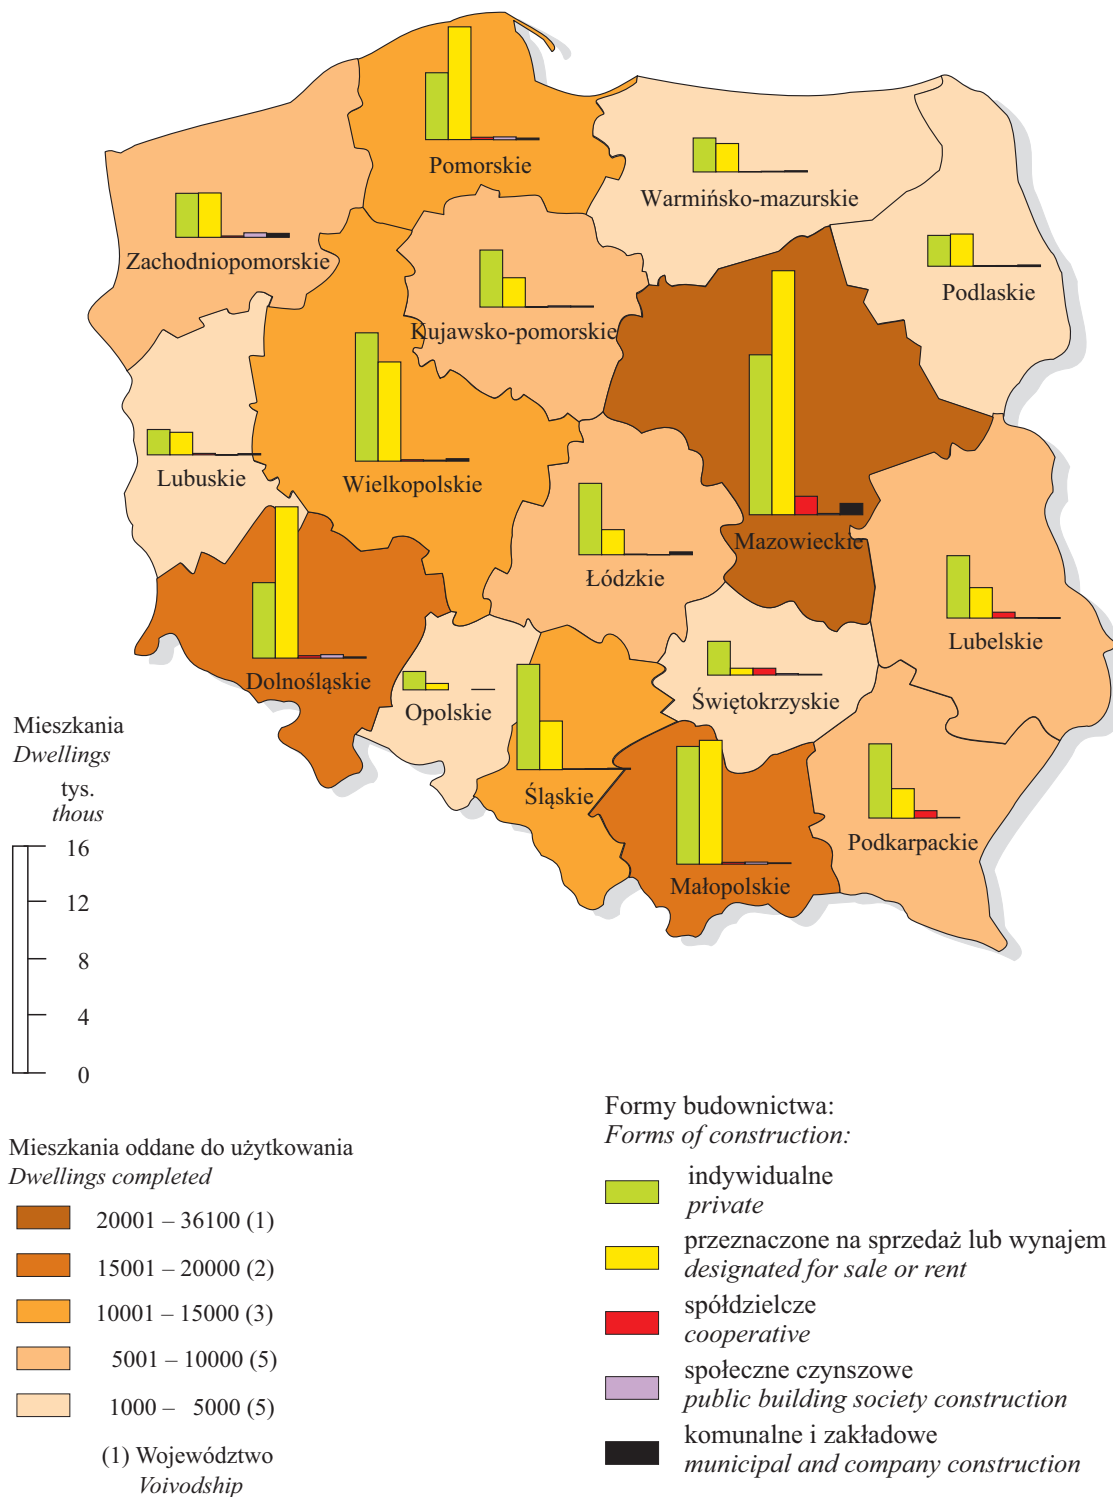 Pomorskie
Warmińsko-mazurskie
Zachodniopomorskie
Podlaskie
Kujawsko-pomorskie
Lubuskie
Wielkopolskie
Mazowieckie
Łódzkie
Lubelskie
Dolnośląskie
Opolskie
Świętokrzyskie
Śląskie
Podkarpackie
Małopolskie
Mieszkania
Dwellings
tys.
thous
16
12
8
4
0
Mieszkania oddane do użytkowania
Dwellings completed
20001 – 36100 (1)
15001 – 20000 (2)
10001 – 15000 (3)
5001 – 10000 (5)
1000 – 5000 (5)
(1) Województwo
Voivodship
Formy budownictwa:
Forms of construction:
indywidualne
private
przeznaczone na sprzedaż lub wynajem
designated for sale or rent
spółdzielcze
cooperative
społeczne czynszowe
public building society construction
komunalne i zakładowe
municipal and company construction